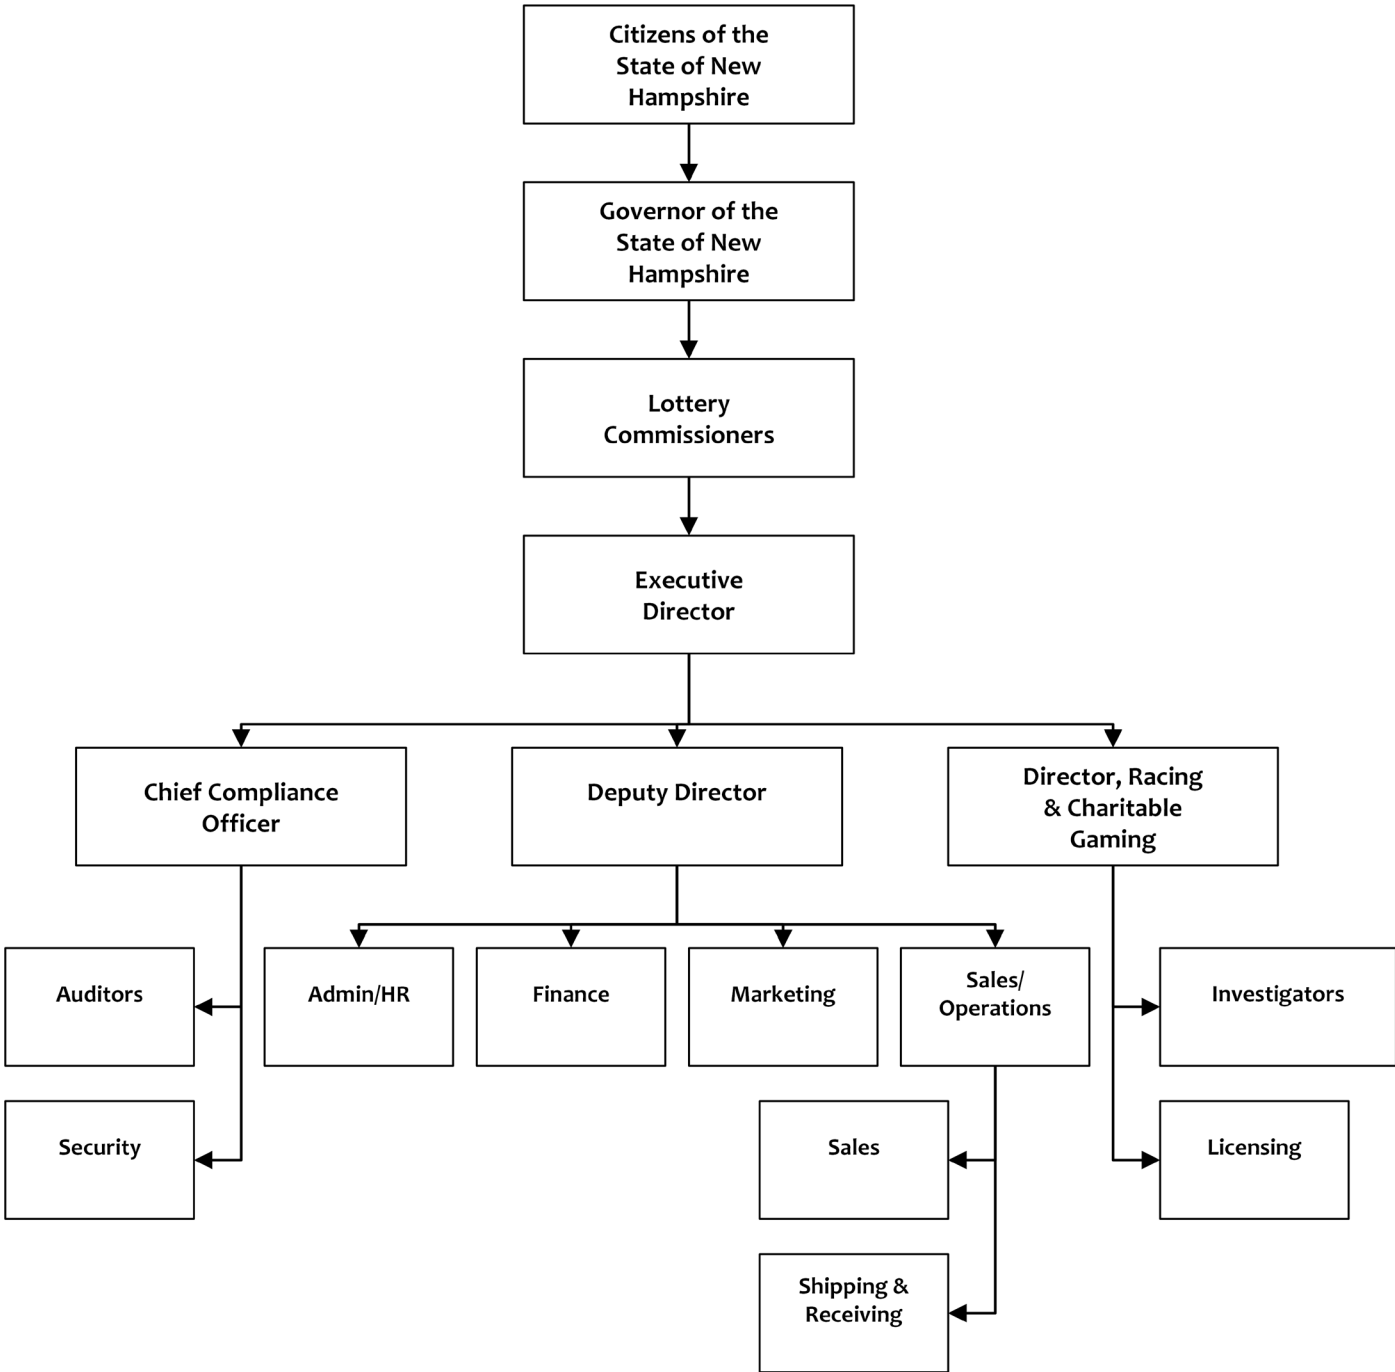 Citizens of the
State of New
Hampshire
Governor of the
State of New
Hampshire
Lottery
Commissioners
Executive
Director
Chief Compliance
Officer
Deputy Director
Director, Racing
& Charitable
Gaming
Auditors
Admin/HR
Finance
Marketing
Sales/
Operations
Investigators
Security
Sales
Licensing
Shipping &
Receiving